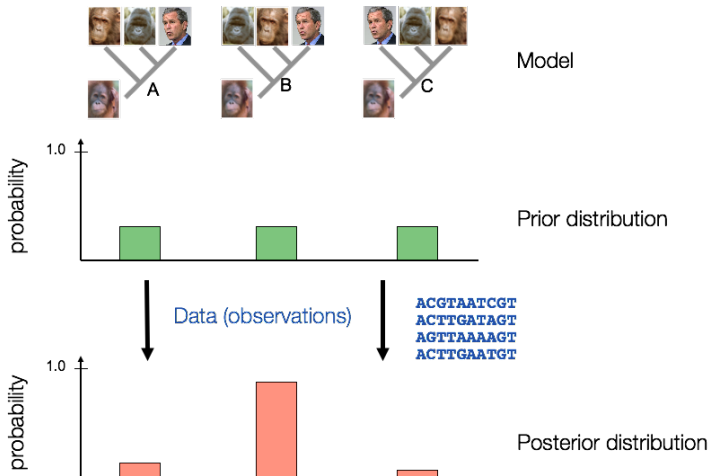 A
B
C
Model
probability
1.0
Prior distribution
Data (observations)
ACGTAATCGT
ACTTGATAGT
AGTTAAAAGT
ACTTGAATGT
probability
1.0
Posterior distribution